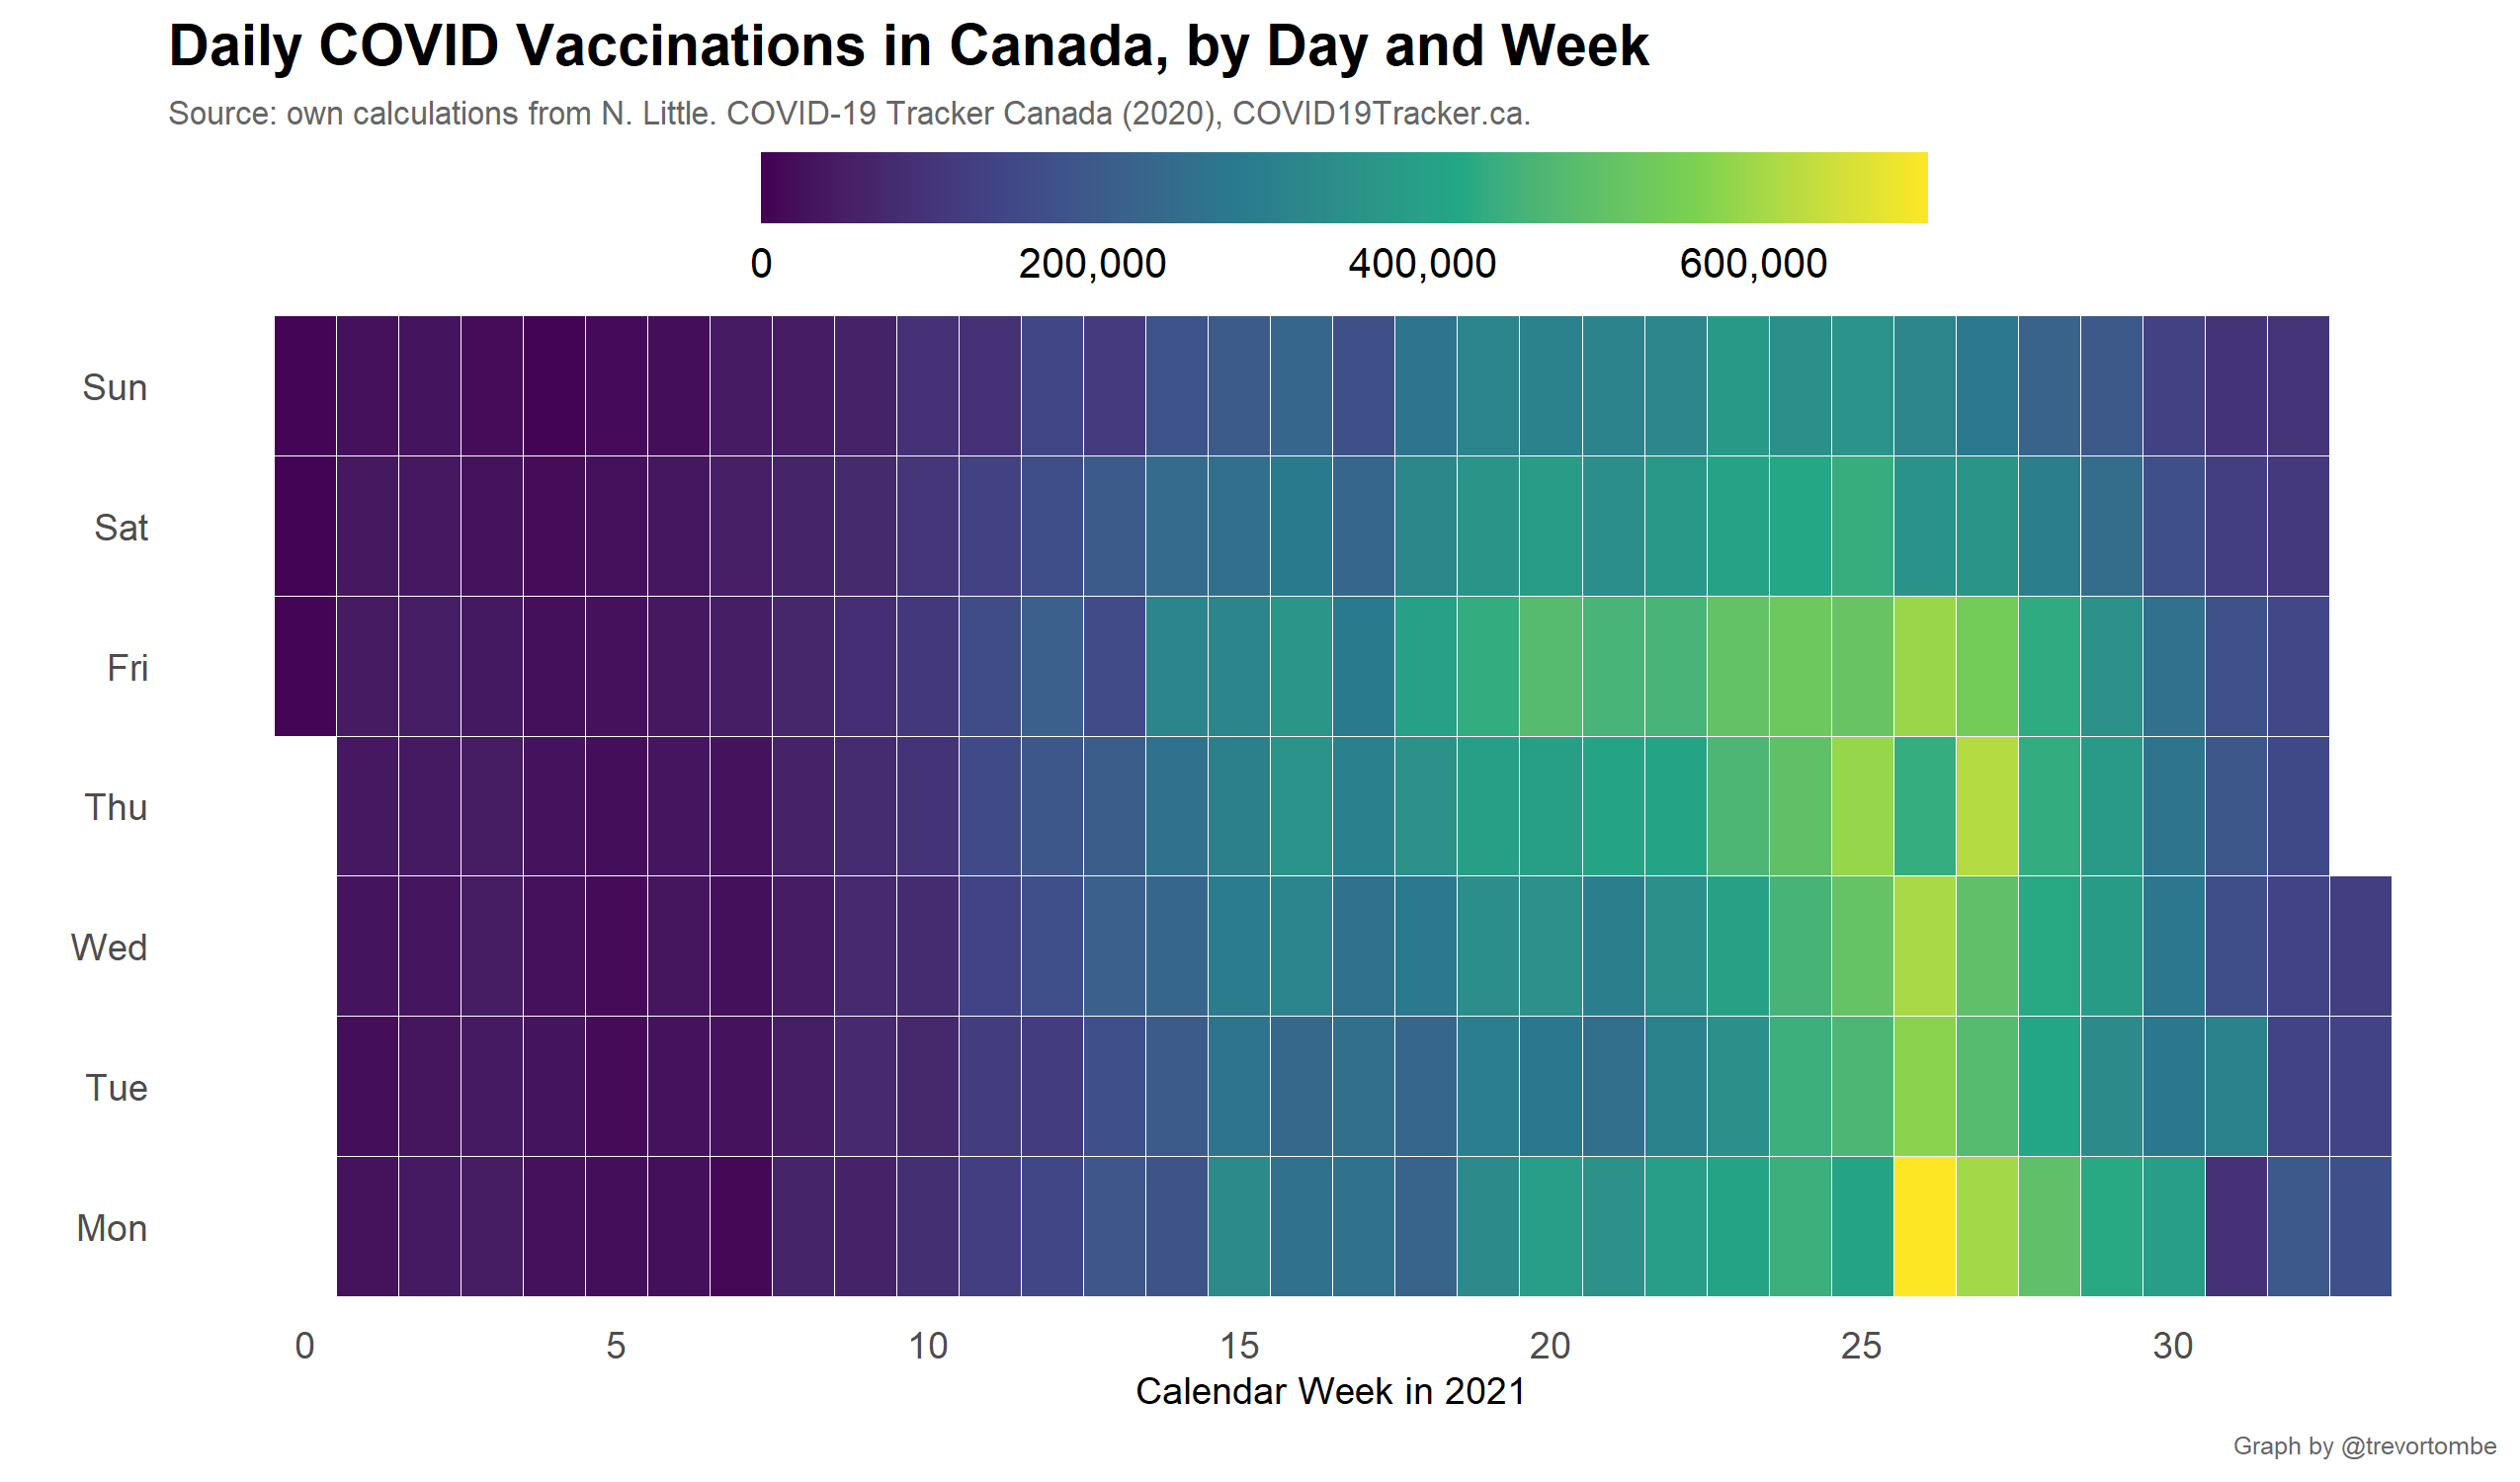 Daily COVID Vaccinations in Canada, by Day and Week
Source: own calculations from N. Little. COVID-19 Tracker Canada (2020), COVID19Tracker.ca.
0 200,000 400,000 600,000
Sun
Sat
Fri
Thu
Wed
Tue
Mon
0 5 10 15 20 25 30
Calendar Week in 2021
Graph by @trevortombe